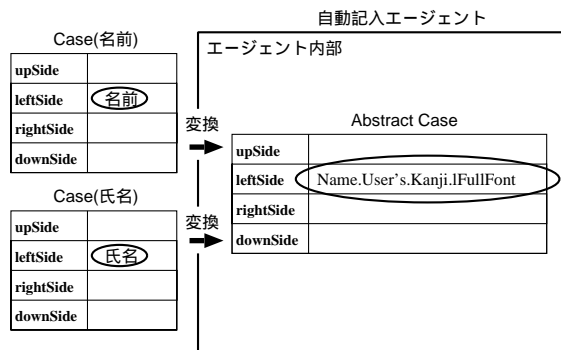 自動記入エージェント
エージェント内部
Case(名前)
upSide
leftSide 名前
rightSide
downSide
変換
Case(氏名)
upSide
leftSide 氏名
rightSide
downSide
変換
Abstract Case
upSide
leftSide Name.User's.Kanji.lFullFont
rightSide
downSide